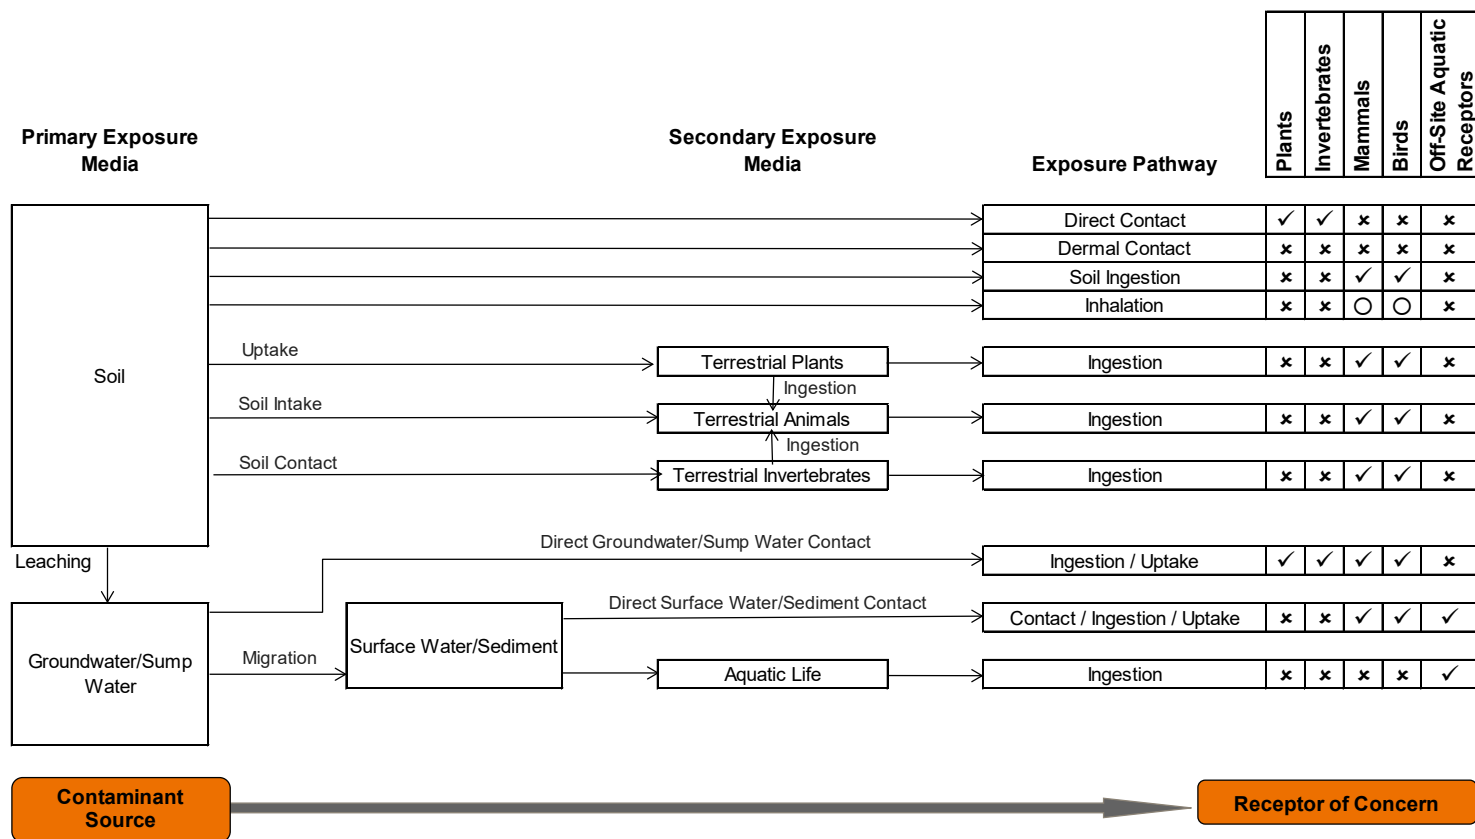 Plants
Invertebrates
Mammals
Birds
Off-Site Aquatic
Receptors
Primary Exposure
Media
Secondary Exposure
Media
Exposure Pathway
Soil
Direct Contact ✓ ✓ × × ×
Dermal Contact × × × × ×
Soil Ingestion × × ✓ ✓ ×
Inhalation × × ○ ○ ×
Uptake
Terrestrial Plants
Ingestion × × ✓ ✓ ×
Ingestion
Soil Intake
Terrestrial Animals
Ingestion × × ✓ ✓ ×
Ingestion
Soil Contact
Terrestrial Invertebrates
Ingestion × × ✓ ✓ ×
Leaching
Direct Groundwater/Sump Water Contact
Ingestion / Uptake ✓ ✓ ✓ ✓ ×
Groundwater/Sump
Water
Migration
Surface Water/Sediment
Direct Surface Water/Sediment Contact
Contact / Ingestion / Uptake × × ✓ ✓ ✓
Aquatic Life
Ingestion × × × × ✓
Contaminant
Source
Receptor of Concern